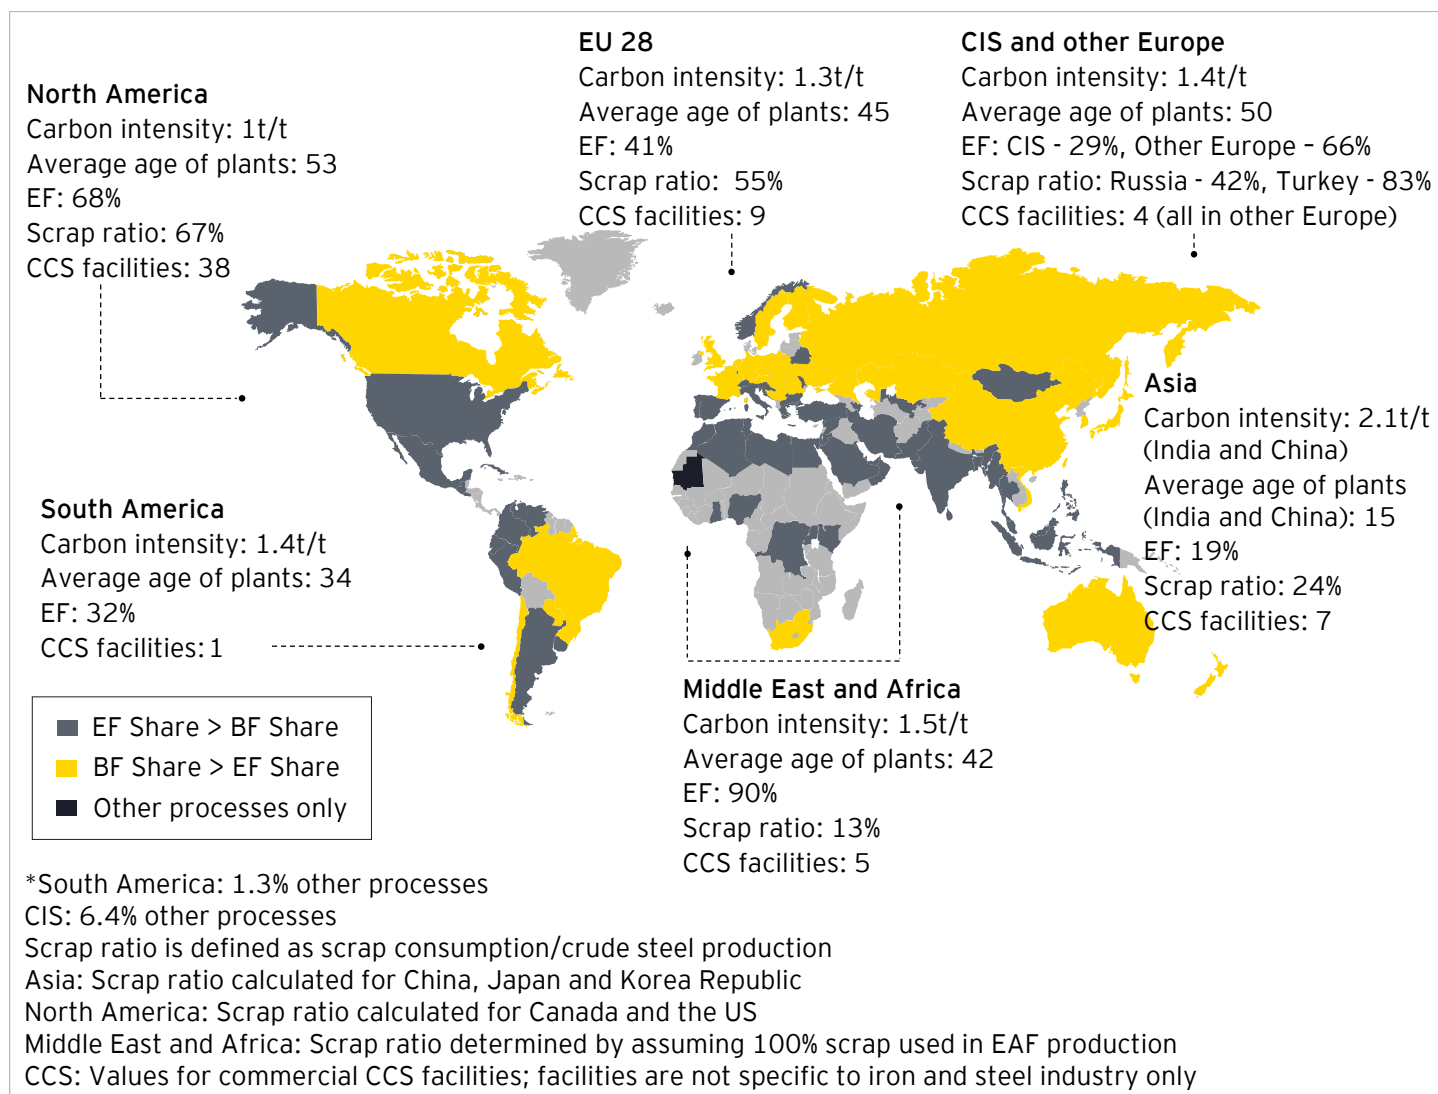 North America
Carbon intensity: 1t/t
Average age of plants: 53
EF: 68%
Scrap ratio: 67%
CCS facilities: 38
EU 28
Carbon intensity: 1.3t/t
Average age of plants: 45
EF: 41%
Scrap ratio: 55%
CCS facilities: 9
CIS and other Europe
Carbon intensity: 1.4t/t
Average age of plants: 50
EF: CIS - 29%, Other Europe – 66%
Scrap ratio: Russia - 42%, Turkey - 83%
CCS facilities: 4 (all in other Europe)
Asia
Carbon intensity: 2.1t/t
(India and China)
Average age of plants
(India and China): 15
EF: 19%
Scrap ratio: 24%
CCS facilities: 7
South America
Carbon intensity: 1.4t/t
Average age of plants: 34
EF: 32%
CCS facilities: 1
Middle East and Africa
Carbon intensity: 1.5t/t
Average age of plants: 42
EF: 90%
Scrap ratio: 13%
CCS facilities: 5
EF Share > BF Share
BF Share > EF Share
Other processes only
*South America: 1.3% other processes
CIS: 6.4% other processes
Scrap ratio is defined as scrap consumption/crude steel production
Asia: Scrap ratio calculated for China, Japan and Korea Republic
North America: Scrap ratio calculated for Canada and the US
Middle East and Africa: Scrap ratio determined by assuming 100% scrap used in EAF production
CCS: Values for commercial CCS facilities; facilities are not specific to iron and steel industry only